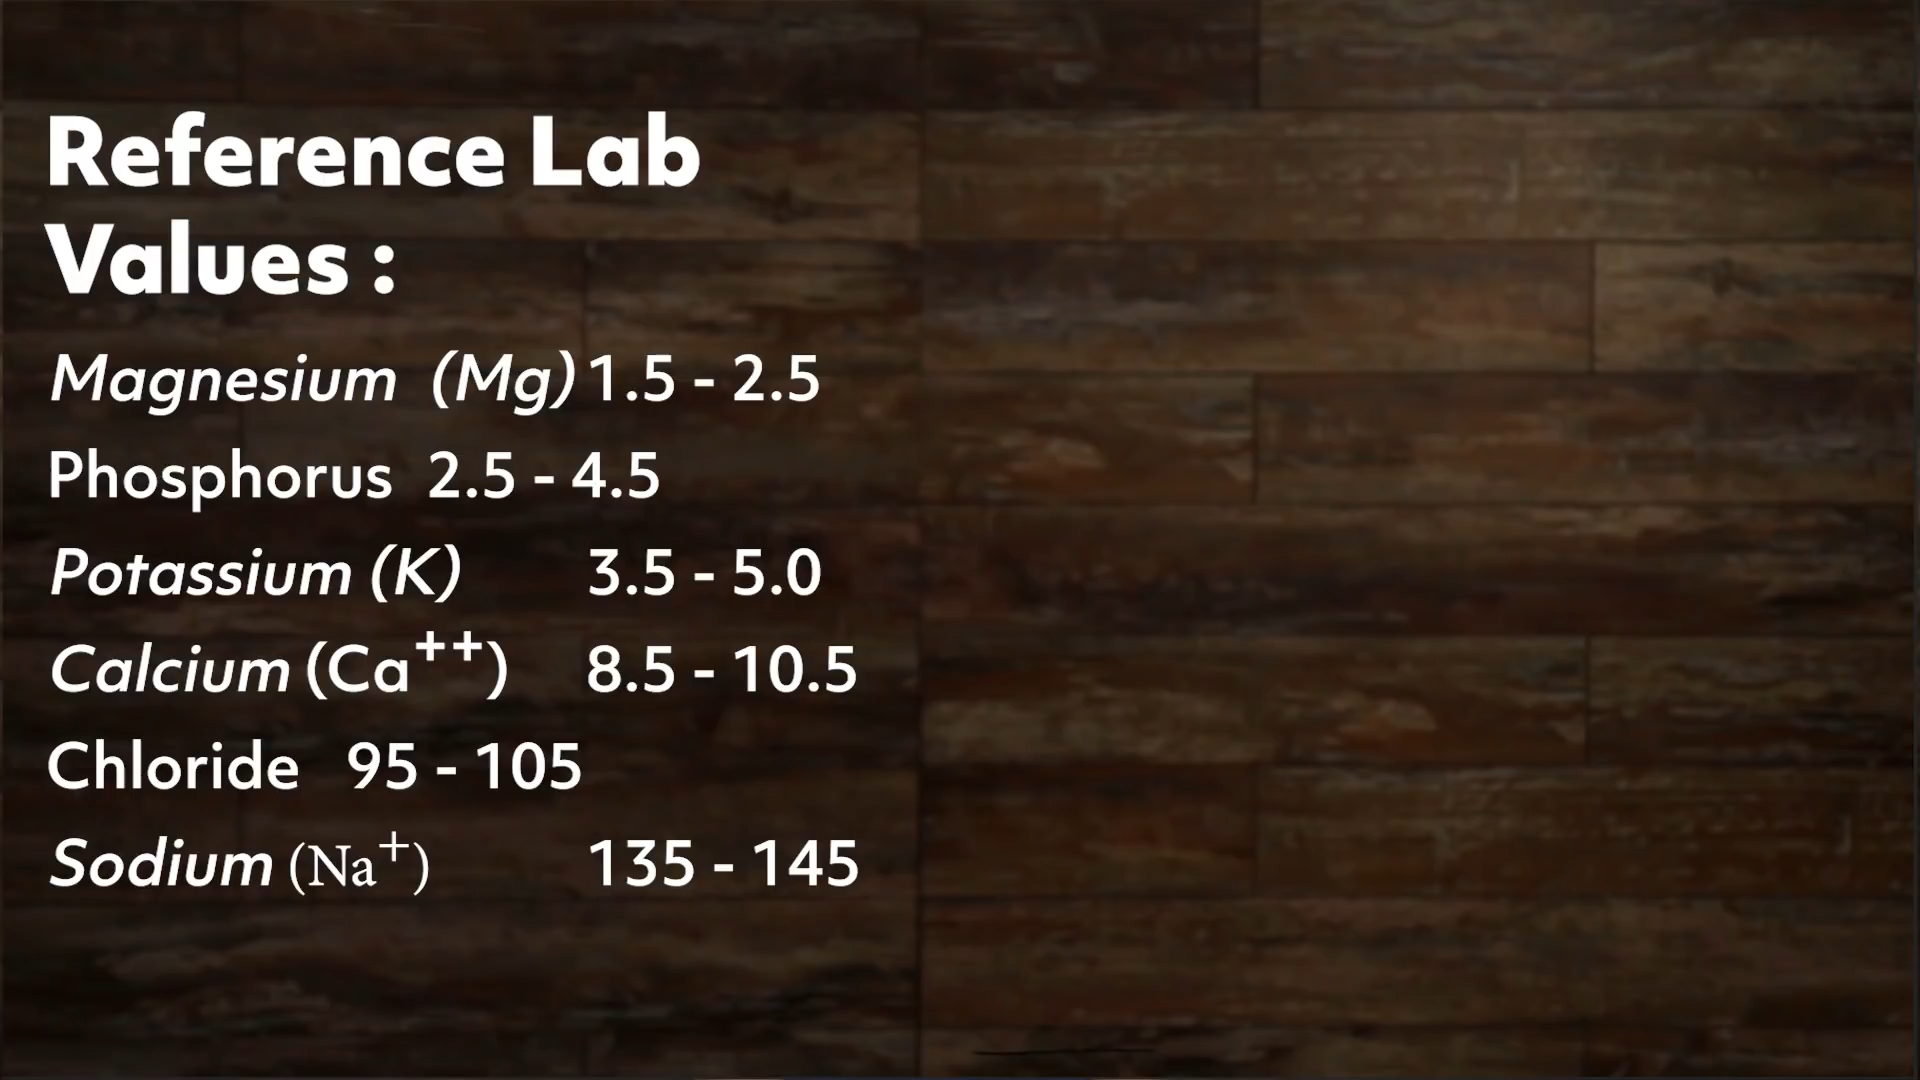 Reference Lab
Values :
Magnesium (Mg) 1.5 - 2.5
Phosphorus 2.5 - 4.5
Potassium (K) 3.5 - 5.0
Calcium (Ca⁺⁺) 8.5 - 10.5
Chloride 95 - 105
Sodium (Na⁺) 135 - 145